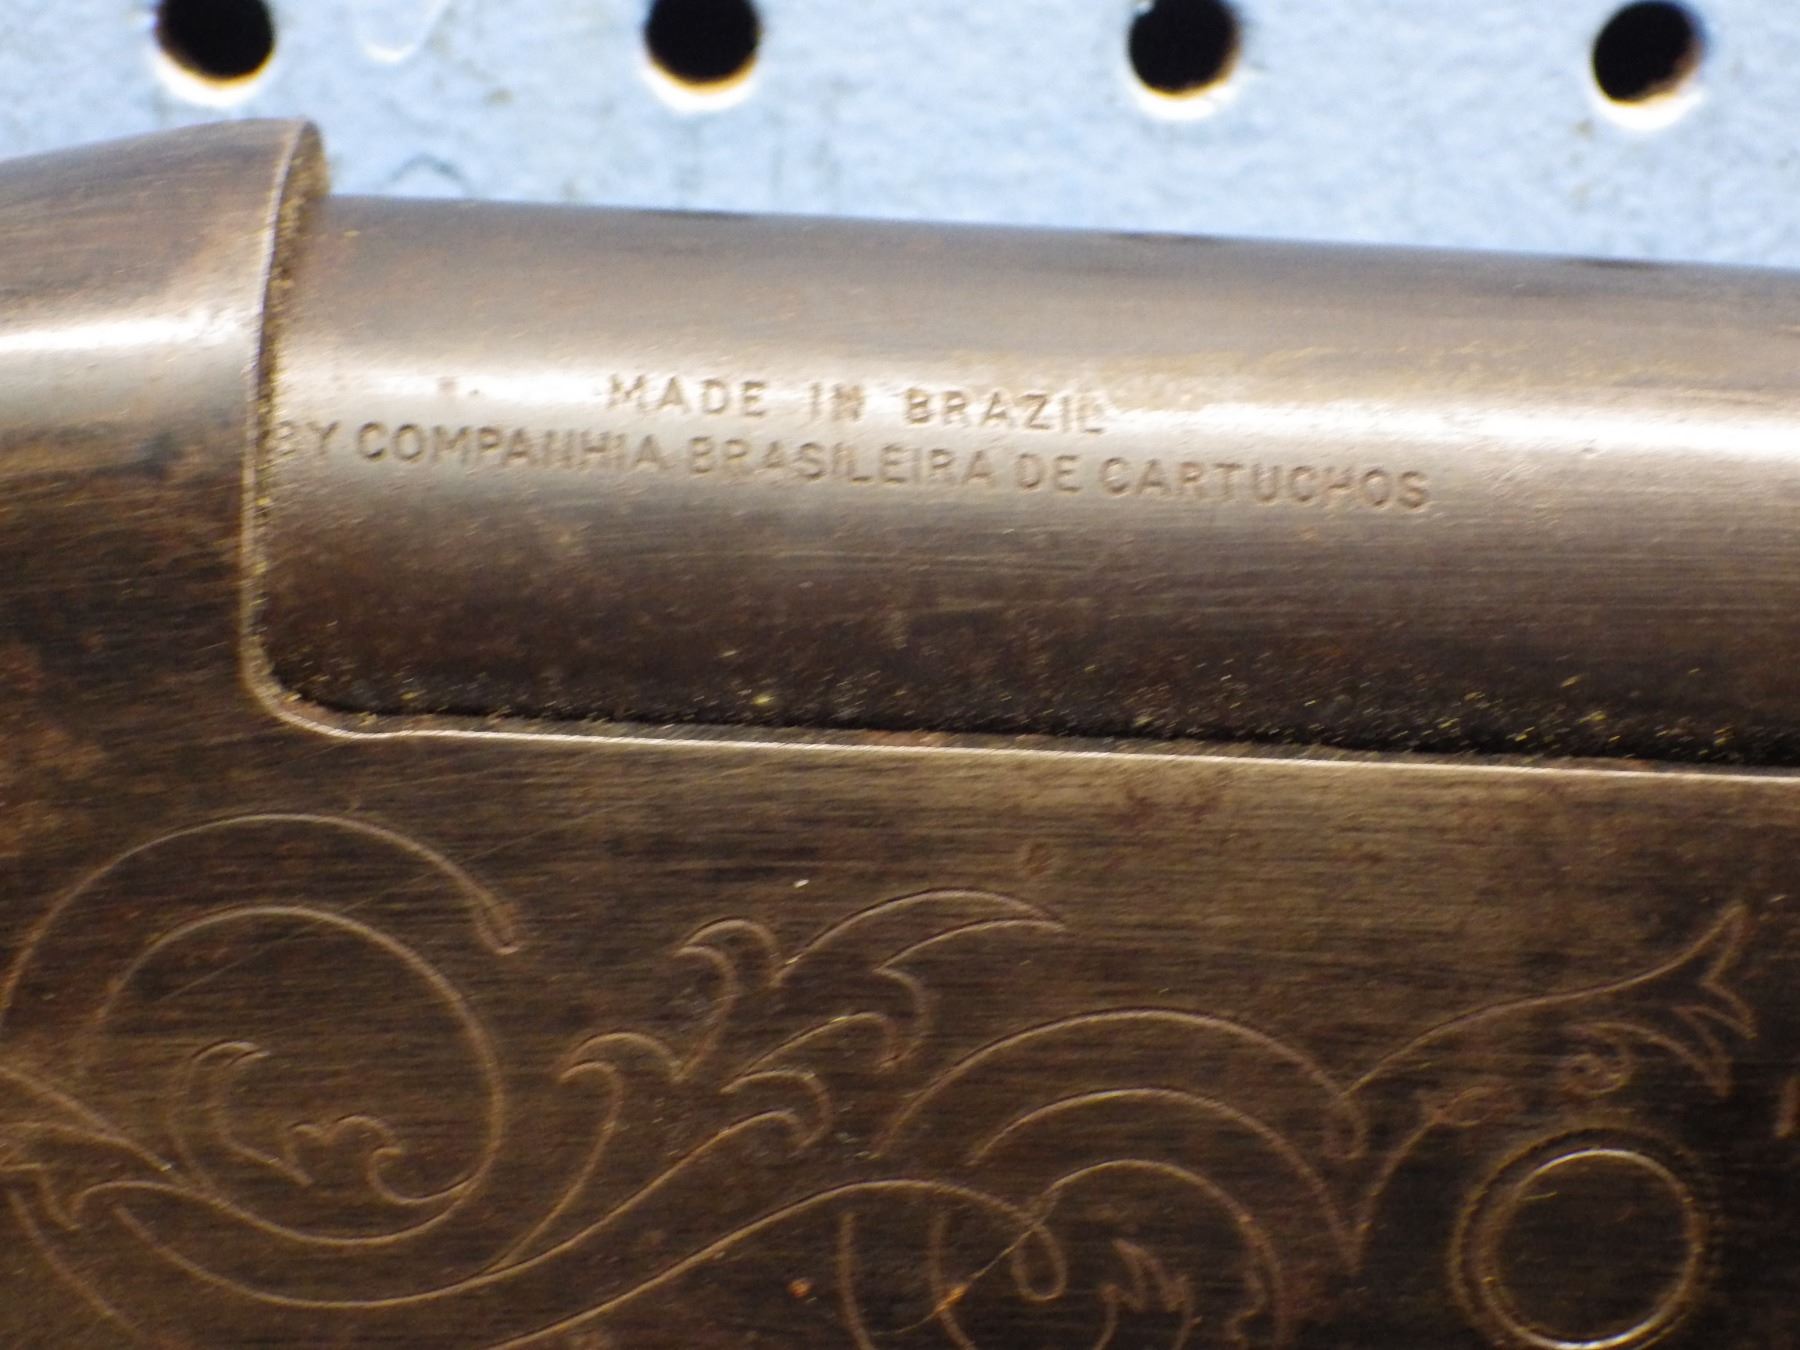 MADE IN BRAZIL
BY COMPANHIA BRASILEIRA DE CARTUCHOS